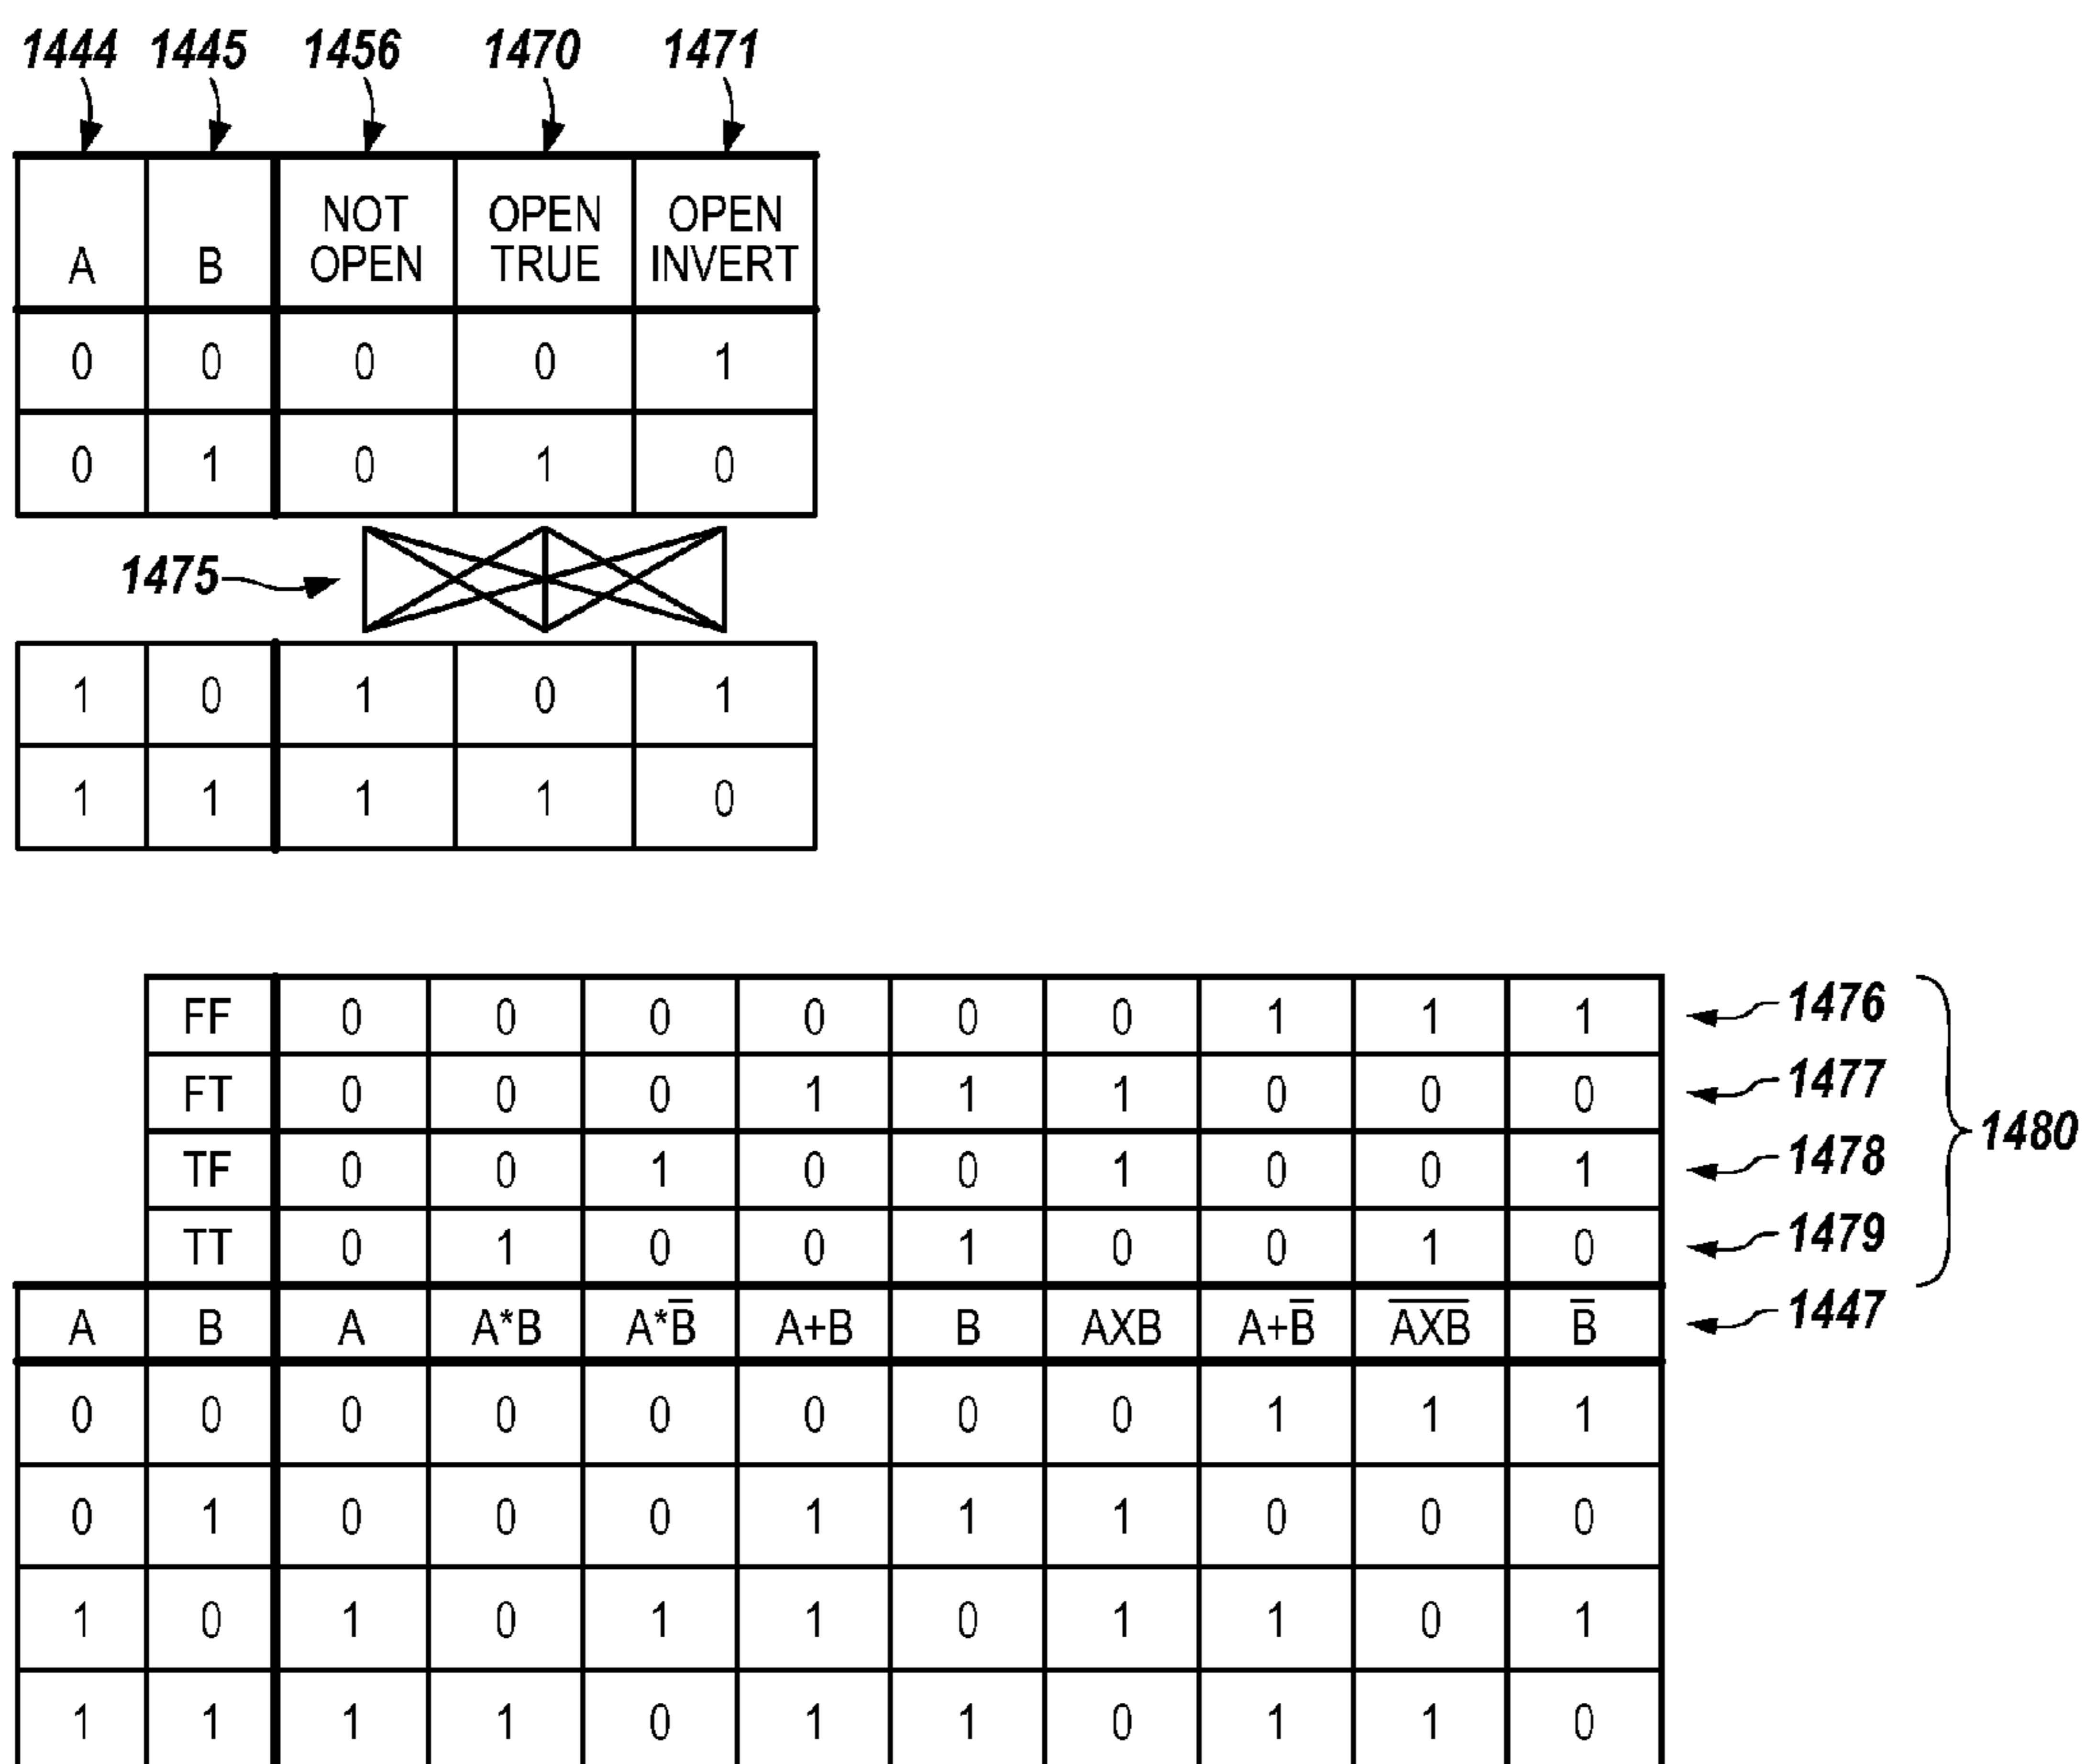 1444 1445 1456 1470 1471
A B NOT OPEN OPEN TRUE OPEN INVERT
0 0 0 0 1
0 1 0 1 0
1475
1 0 1 0 1
1 1 1 1 0
FF 0 0 0 0 0 0 1 1 1 1476
FT 0 0 0 1 1 1 0 0 0 1477
1480
TF 0 0 1 0 0 1 0 0 1 1478
TT 0 1 0 0 1 0 0 1 0 1479
A B A A*B A*B̅ A+B B AXB A+B̅ A̅X̅B̅ B̅ 1447
0 0 0 0 0 0 0 0 1 1 1
0 1 0 0 0 1 1 1 0 0 0
1 0 1 0 1 1 0 1 1 0 1
1 1 1 1 0 1 1 0 1 1 0